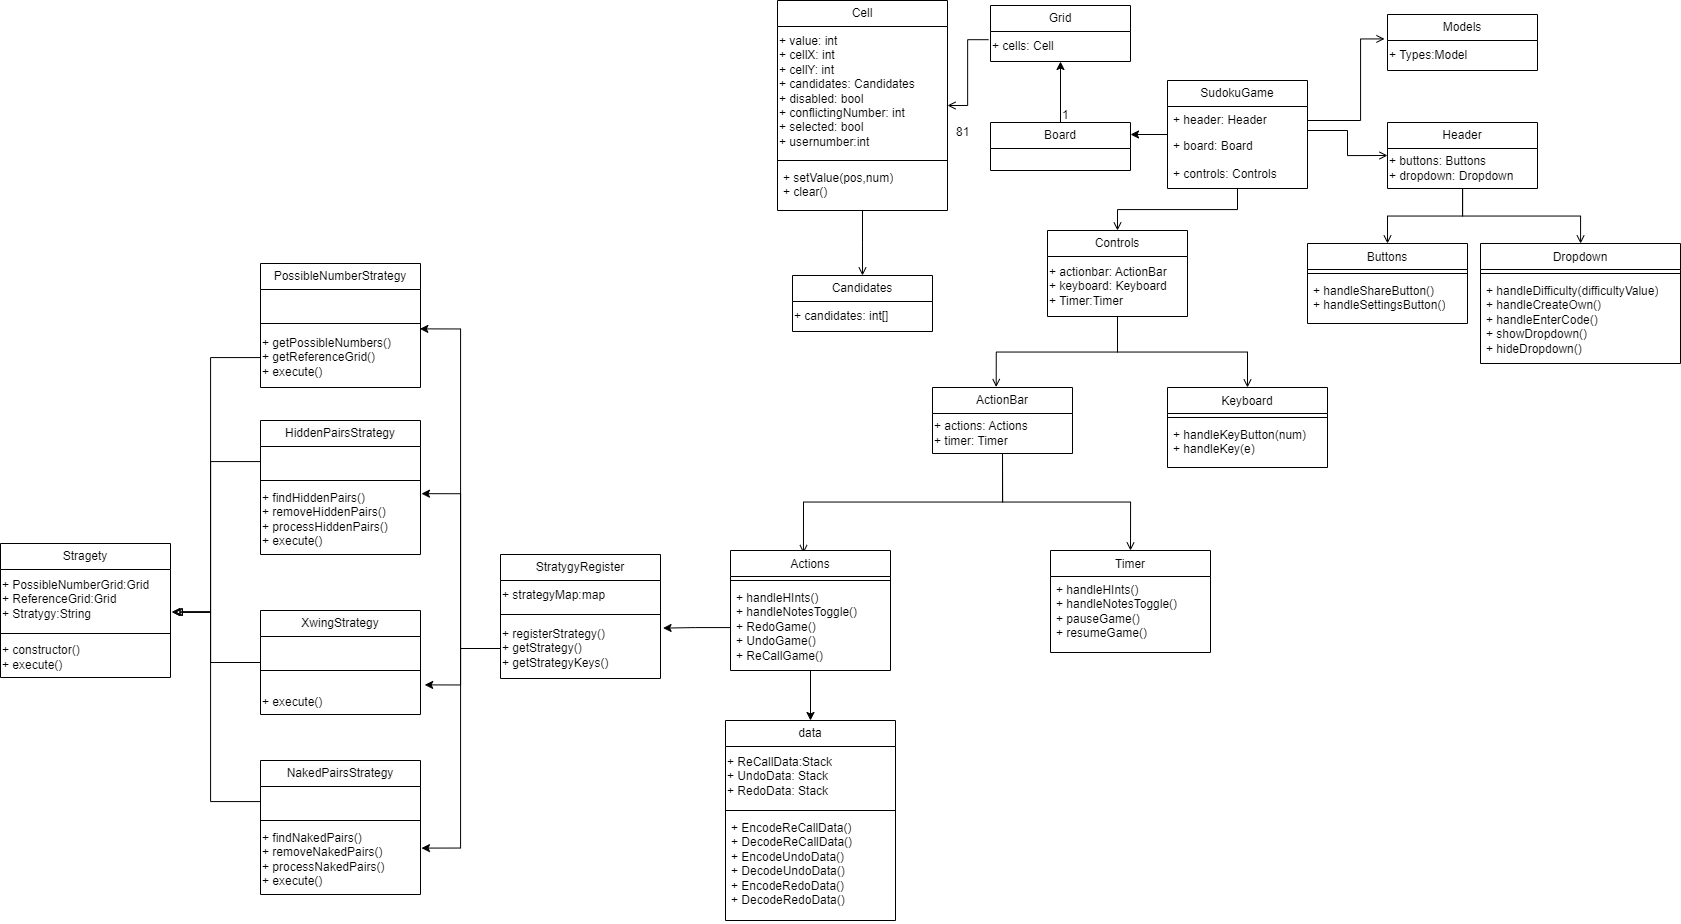 Cell
+ value: int
+ cellX: int
+ cellY: int
+ candidates: Candidates
+ disabled: bool
+ conflictingNumber: int
+ selected: bool
+ usernumber:int
+ setValue(pos,num)
+ clear()
Grid
+ cells: Cell
81
1
Board
SudokuGame
+ header: Header
+ board: Board
+ controls: Controls
Models
+ Types:Model
Header
+ buttons: Buttons
+ dropdown: Dropdown
Buttons
+ handleShareButton()
+ handleSettingsButton()
Dropdown
+ handleDifficulty(difficultyValue)
+ handleCreateOwn()
+ handleEnterCode()
+ showDropdown()
+ hideDropdown()
Controls
+ actionbar: ActionBar
+ keyboard: Keyboard
+ Timer:Timer
Candidates
+ candidates: int[]
ActionBar
+ actions: Actions
+ timer: Timer
Keyboard
+ handleKeyButton(num)
+ handleKey(e)
PossibleNumberStrategy
+ getPossibleNumbers()
+ getReferenceGrid()
+ execute()
HiddenPairsStrategy
+ findHiddenPairs()
+ removeHiddenPairs()
+ processHiddenPairs()
+ execute()
Stragety
+ PossibleNumberGrid:Grid
+ ReferenceGrid:Grid
+ Stratygy:String
+ constructor()
+ execute()
XwingStrategy
+ execute()
NakedPairsStrategy
+ findNakedPairs()
+ removeNakedPairs()
+ processNakedPairs()
+ execute()
StratygyRegister
+ strategyMap:map
+ registerStrategy()
+ getStrategy()
+ getStrategyKeys()
Actions
+ handleHInts()
+ handleNotesToggle()
+ RedoGame()
+ UndoGame()
+ ReCallGame()
Timer
+ handleHInts()
+ handleNotesToggle()
+ pauseGame()
+ resumeGame()
data
+ ReCallData:Stack
+ UndoData: Stack
+ RedoData: Stack
+ EncodeReCallData()
+ DecodeReCallData()
+ EncodeUndoData()
+ DecodeUndoData()
+ EncodeRedoData()
+ DecodeRedoData()